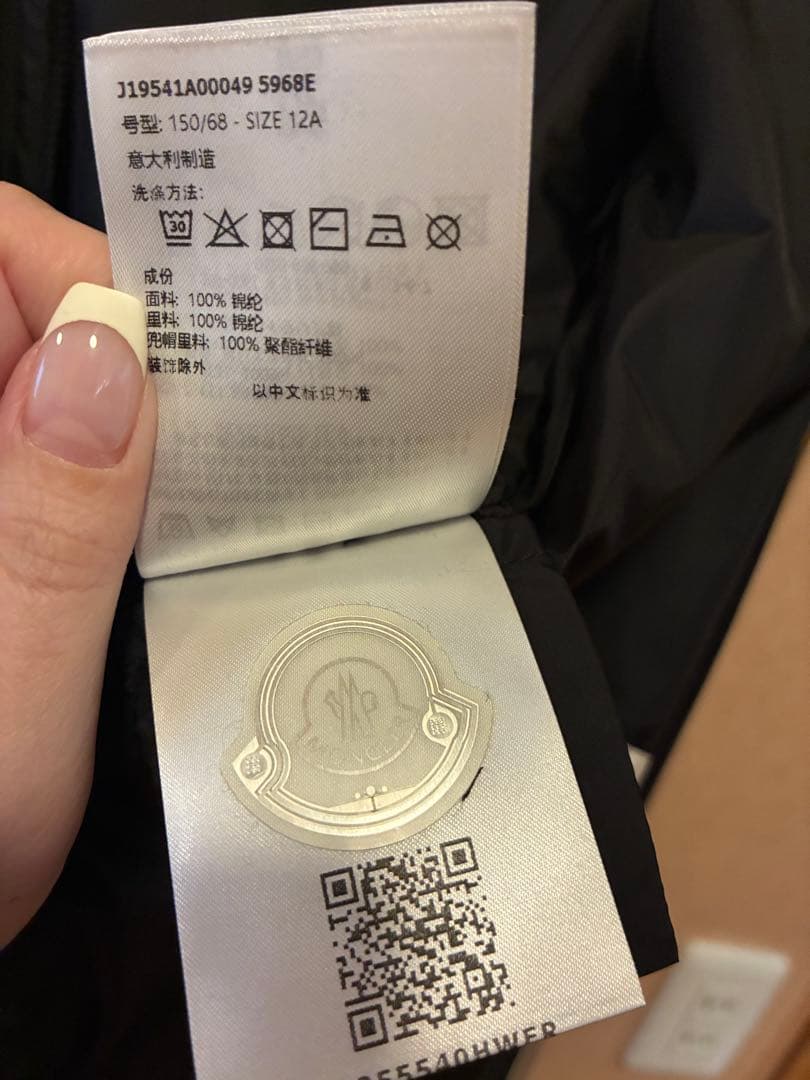 J19541A00049 5968E
号型: 150/68 - SIZE 12A
意大利制造
洗涤方法:
30
成份
面料: 100% 锦纶
里料: 100% 锦纶
兜帽里料: 100% 聚酯纤维
装饰除外
以中文标识为准
MONCLER
55540HWER